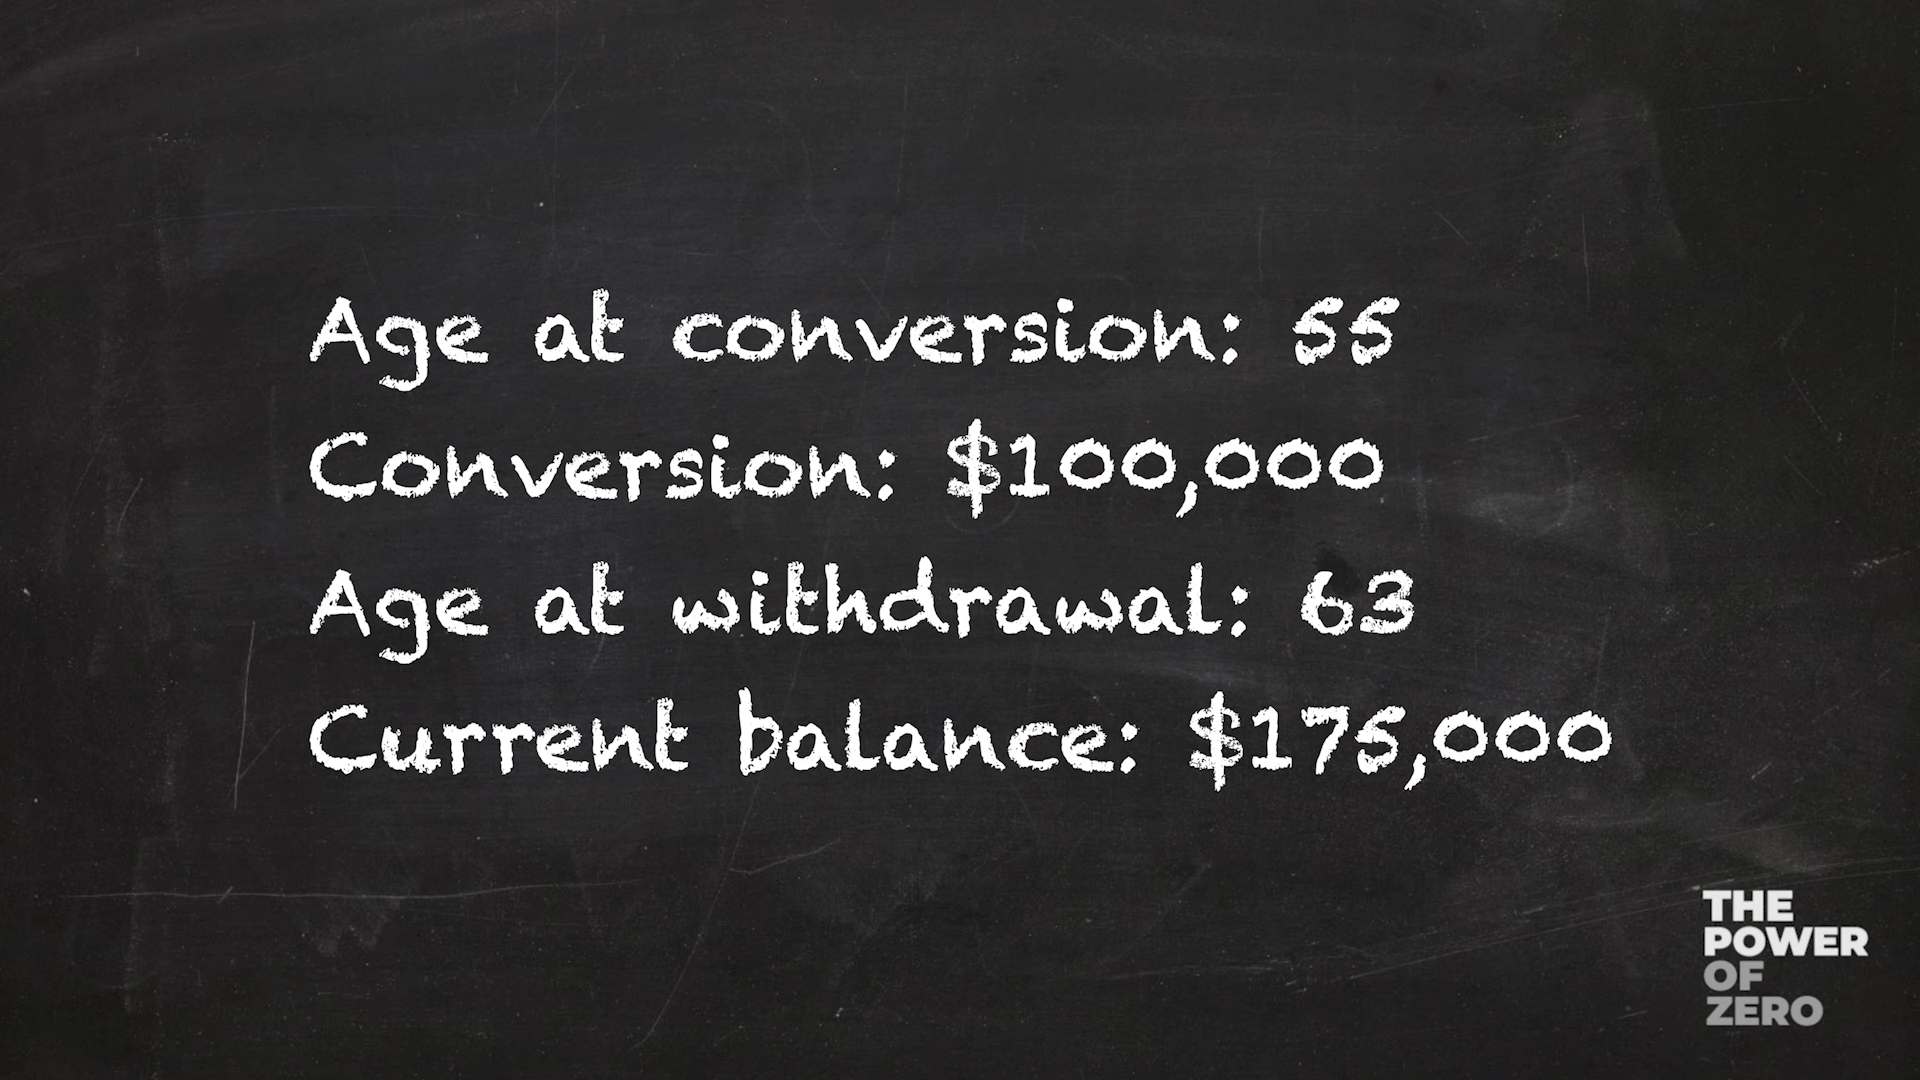 Age at conversion: 55
Conversion: $100,000
Age at withdrawal: 63
Current balance: $175,000
THE
POWER
OF
ZERO